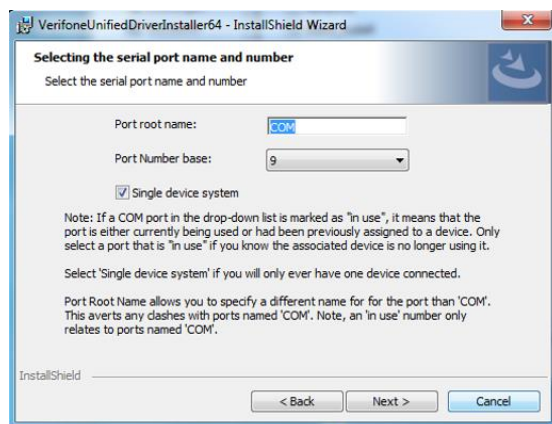 VerifoneUnifiedDriverInstaller64 - InstallShield Wizard
Selecting the serial port name and number
Select the serial port name and number
Port root name:
COM
Port Number base:
9
Single device system
Note: If a COM port in the drop-down list is marked as "in use", it means that the
port is either currently being used or had been previously assigned to a device. Only
select a port that is "in use" if you know the associated device is no longer using it.
Select 'Single device system' if you will only ever have one device connected.
Port Root Name allows you to specify a different name for for the port than 'COM'.
This averts any clashes with ports named 'COM'. Note, an 'in use' number only
relates to ports named 'COM'.
InstallShield
< Back
Next >
Cancel